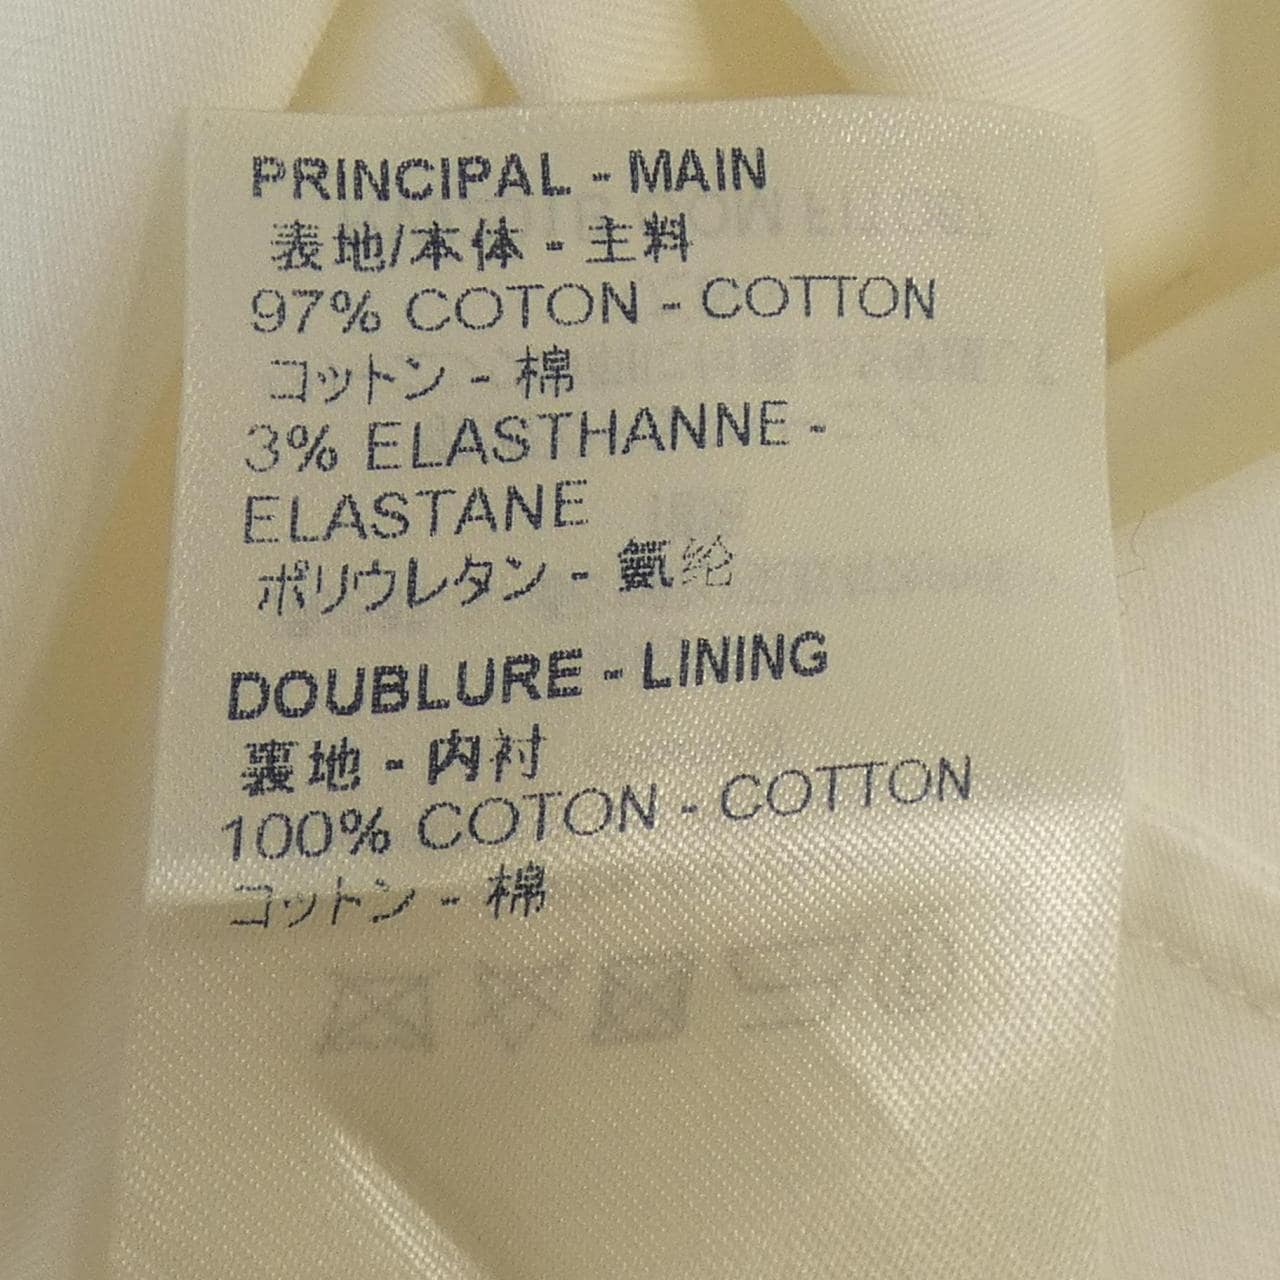 PRINCIPAL - MAIN
表地/本体 - 主料
97% COTON - COTTON
コットン - 棉
3% ELASTHANNE -
ELASTANE
ポリウレタン - 氨纶
DOUBLURE - LINING
裏地 - 内衬
100% COTON - COTTON
コットン - 棉